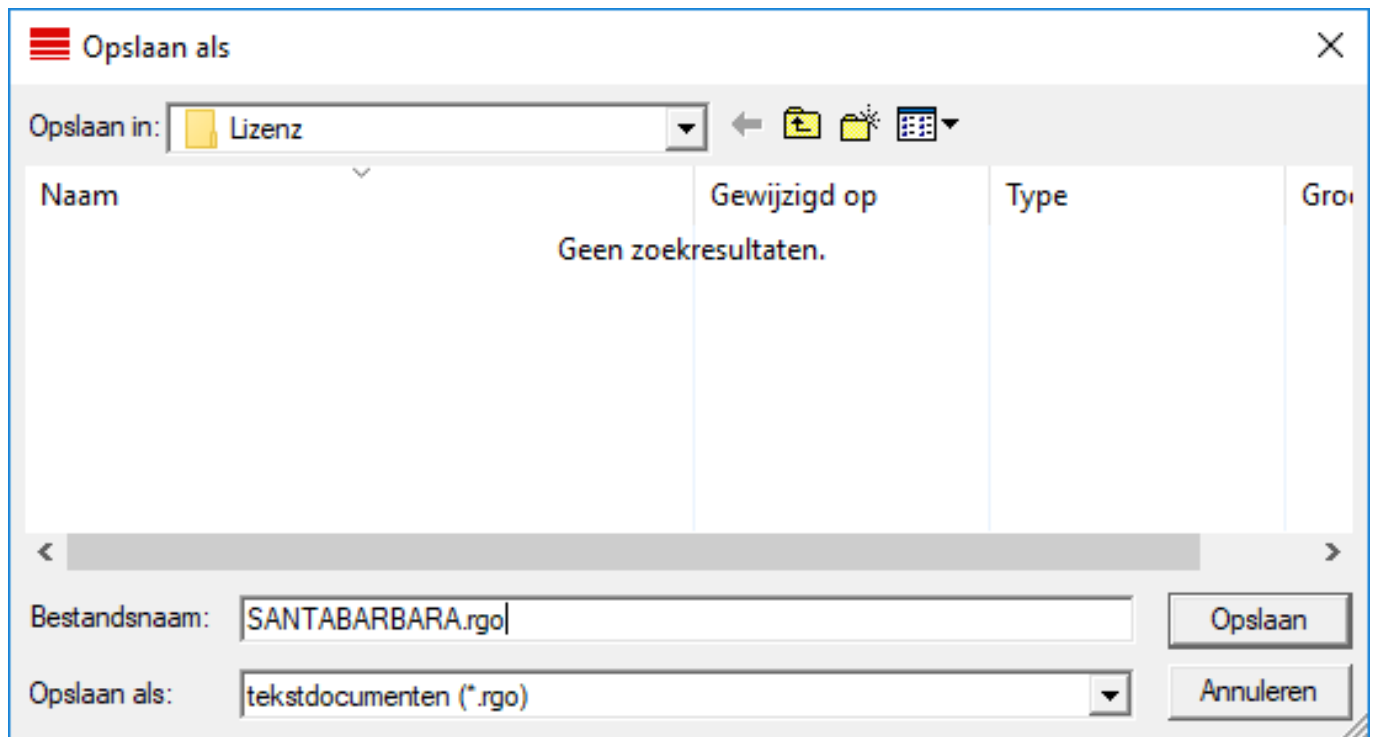 Opslaan als
Opslaan in: Lizenz
Naam Gewijzigd op Type
Geen zoekresultaten.
Bestandsnaam: SANTABARBARA.rgo Opslaan
Opslaan als: tekstdocumenten (*.rgo) Annuleren